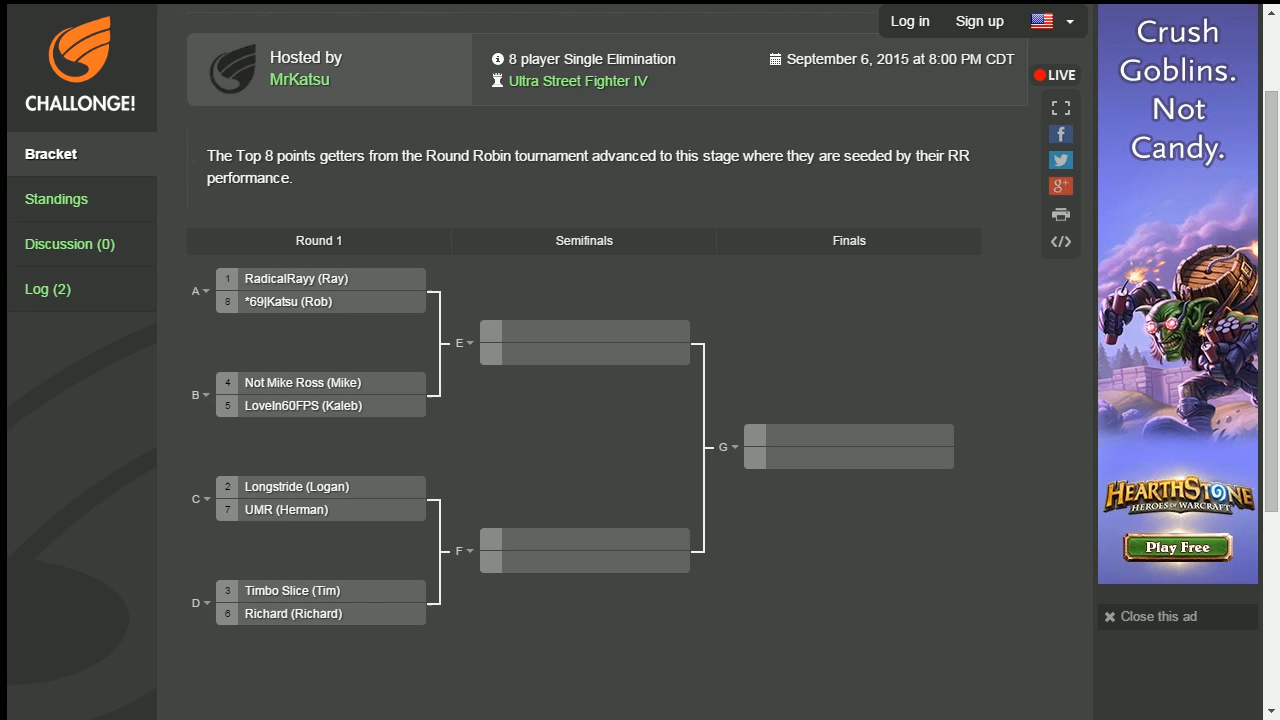 Log in Sign up
CHALLONGE!
Bracket
Standings
Discussion (0)
Log (2)
Hosted by
MrKatsu
8 player Single Elimination
Ultra Street Fighter IV
September 6, 2015 at 8:00 PM CDT
LIVE
The Top 8 points getters from the Round Robin tournament advanced to this stage where they are seeded by their RR
performance.
f
g+
</>
Round 1 Semifinals Finals
A
1 RadicalRayy (Ray)
8 *69|Katsu (Rob)
B
4 Not Mike Ross (Mike)
5 LoveIn60FPS (Kaleb)
C
2 Longstride (Logan)
7 UMR (Herman)
D
3 Timbo Slice (Tim)
6 Richard (Richard)
E
F
G
Crush
Goblins.
Not
Candy.
HEARTHSTONE
HEROES OF WARCRAFT
Play Free
Close this ad